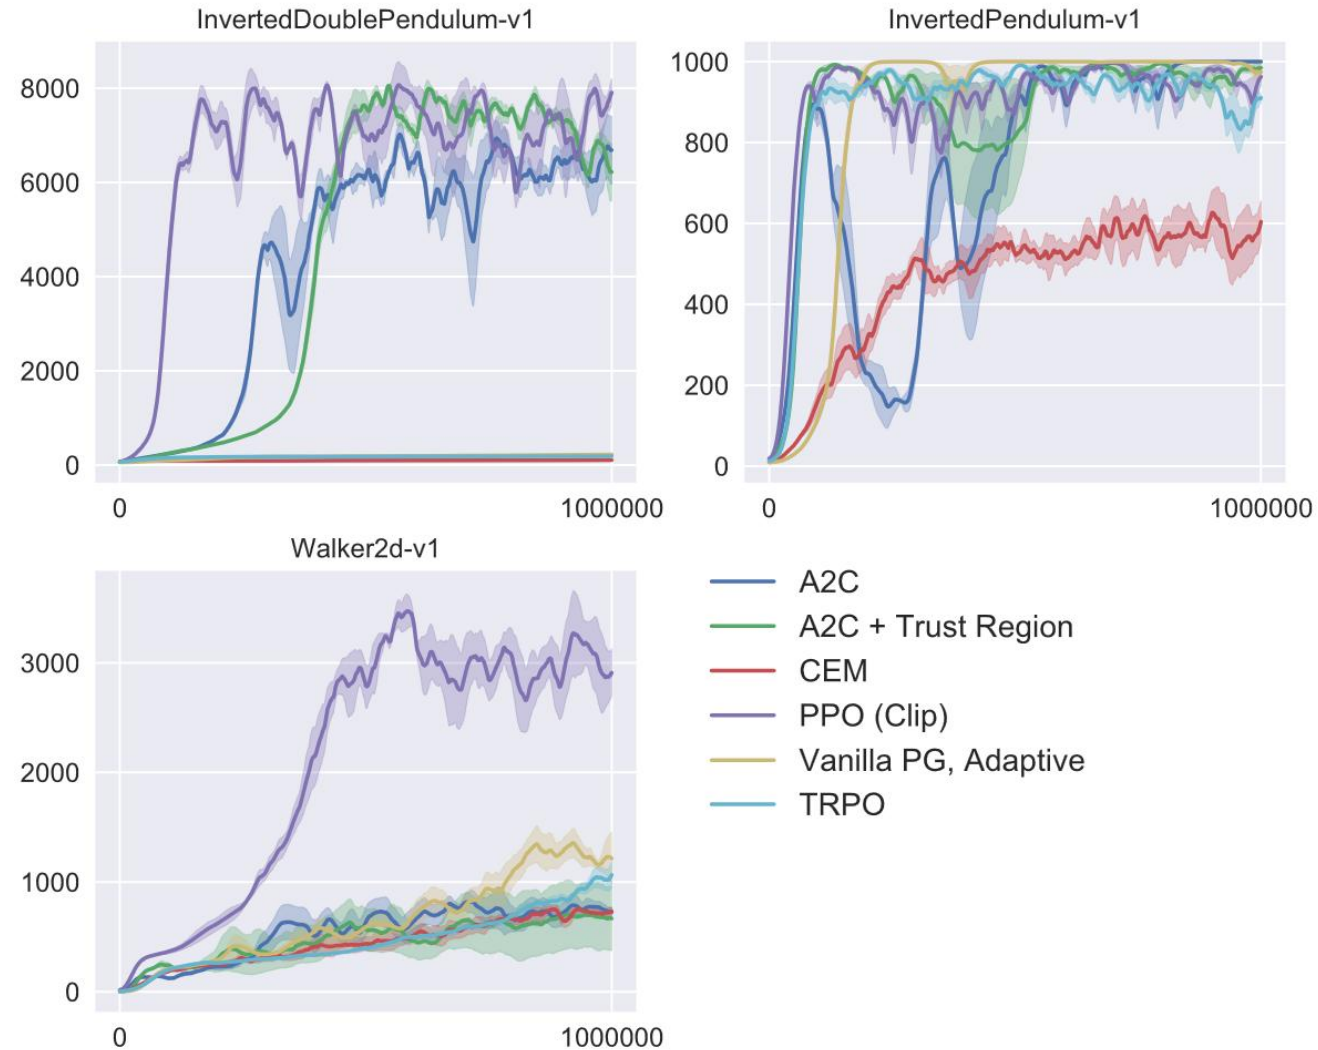 InvertedDoublePendulum-v1
8000
6000
4000
2000
0
0 1000000
InvertedPendulum-v1
1000
800
600
400
200
0
0 1000000
Walker2d-v1
3000
2000
1000
0
0 1000000
A2C
A2C + Trust Region
CEM
PPO (Clip)
Vanilla PG, Adaptive
TRPO